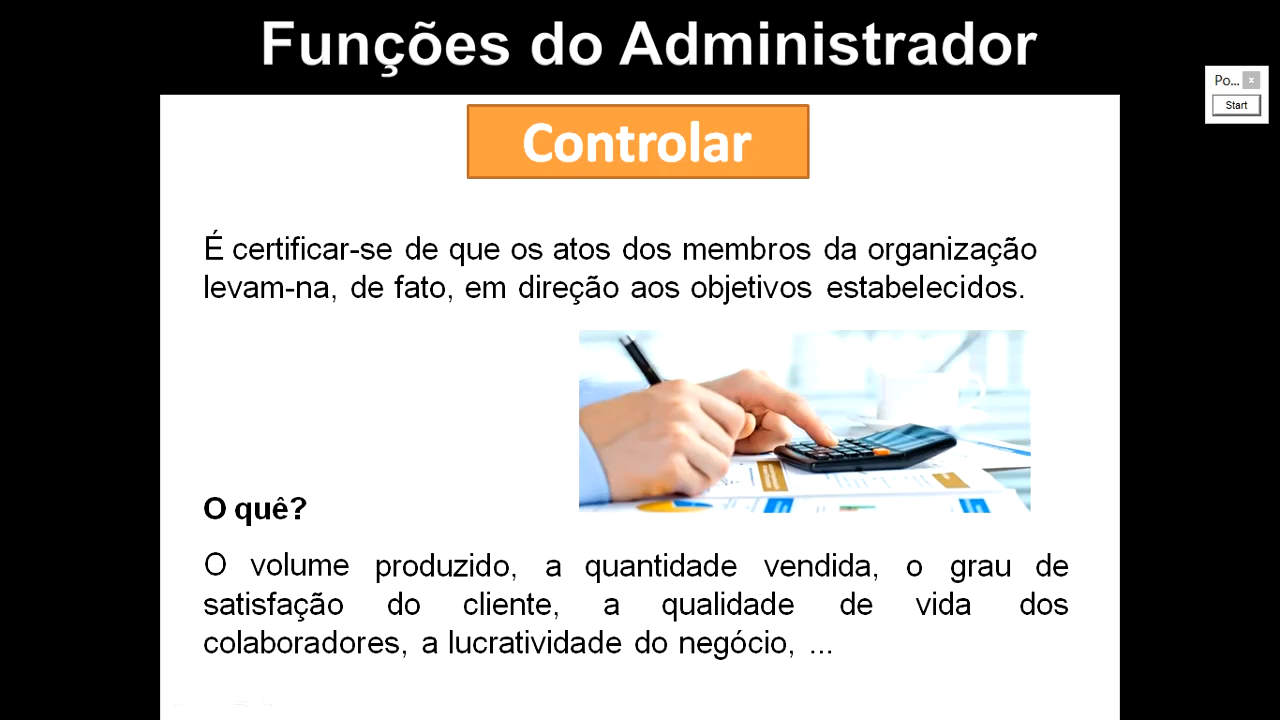 Funções do Administrador
Po...
x
Start
Controlar
É certificar-se de que os atos dos membros da organização
levam-na, de fato, em direção aos objetivos estabelecidos.
O quê?
O volume produzido, a quantidade vendida, o grau de
satisfação do cliente, a qualidade de vida dos
colaboradores, a lucratividade do negócio, ...